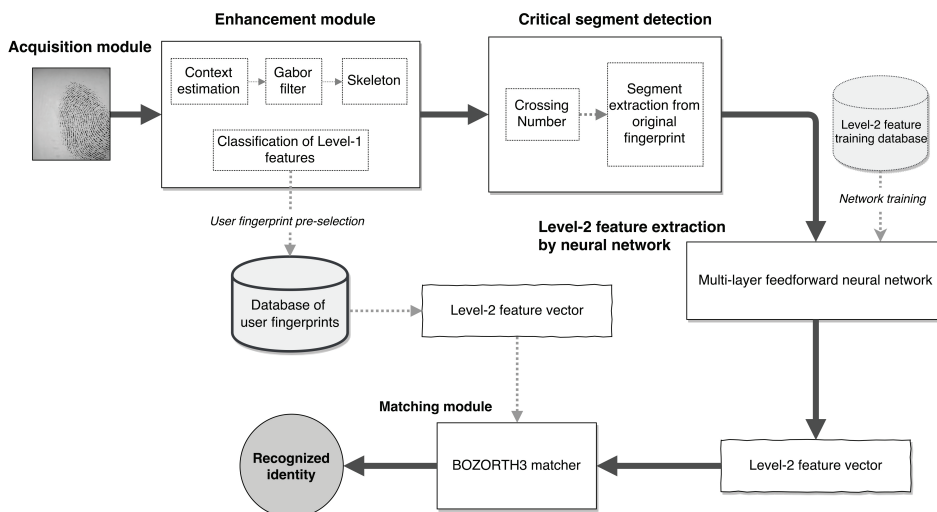 Enhancement module
Critical segment detection
Acquisition module
Context
estimation
Gabor
filter
Skeleton
Classification of Level-1
features
Crossing
Number
Segment
extraction from
original
fingerprint
Level-2 feature
training database
User fingerprint pre-selection
Network training
Level-2 feature extraction
by neural network
Multi-layer feedforward neural network
Database of
user fingerprints
Level-2 feature vector
Matching module
Recognized
identity
BOZORTH3 matcher
Level-2 feature vector